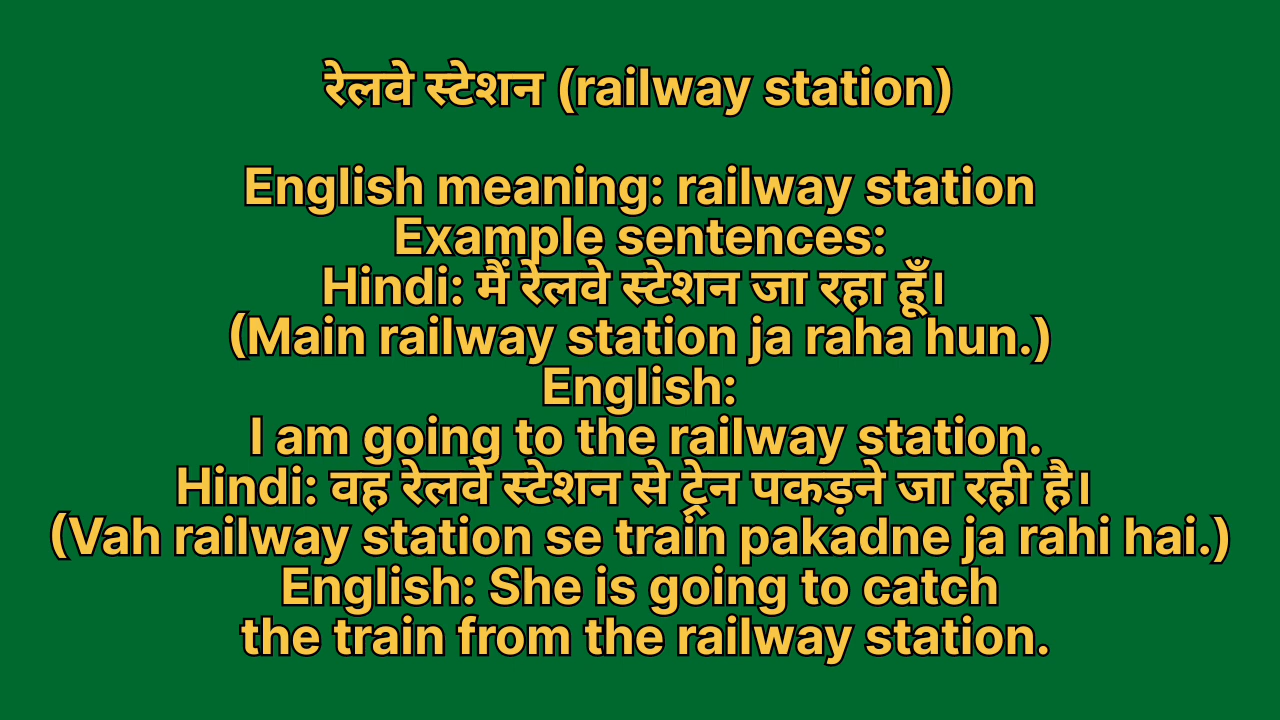 रेलवे स्टेशन (railway station)
English meaning: railway station
Example sentences:
Hindi: मैं रेलवे स्टेशन जा रहा हूँ।
(Main railway station ja raha hun.)
English:
I am going to the railway station.
Hindi: वह रेलवे स्टेशन से ट्रेन पकड़ने जा रही है।
(Vah railway station se train pakadne ja rahi hai.)
English: She is going to catch
the train from the railway station.